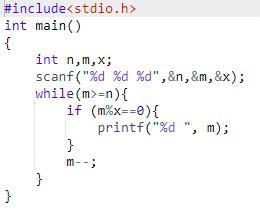 #include<stdio.h>
int main()
{
    int n,m,x;
    scanf("%d %d %d",&n,&m,&x);
    while(m>=n){
        if (m%x==0){
            printf("%d ", m);
        }
        m--;
    }
}